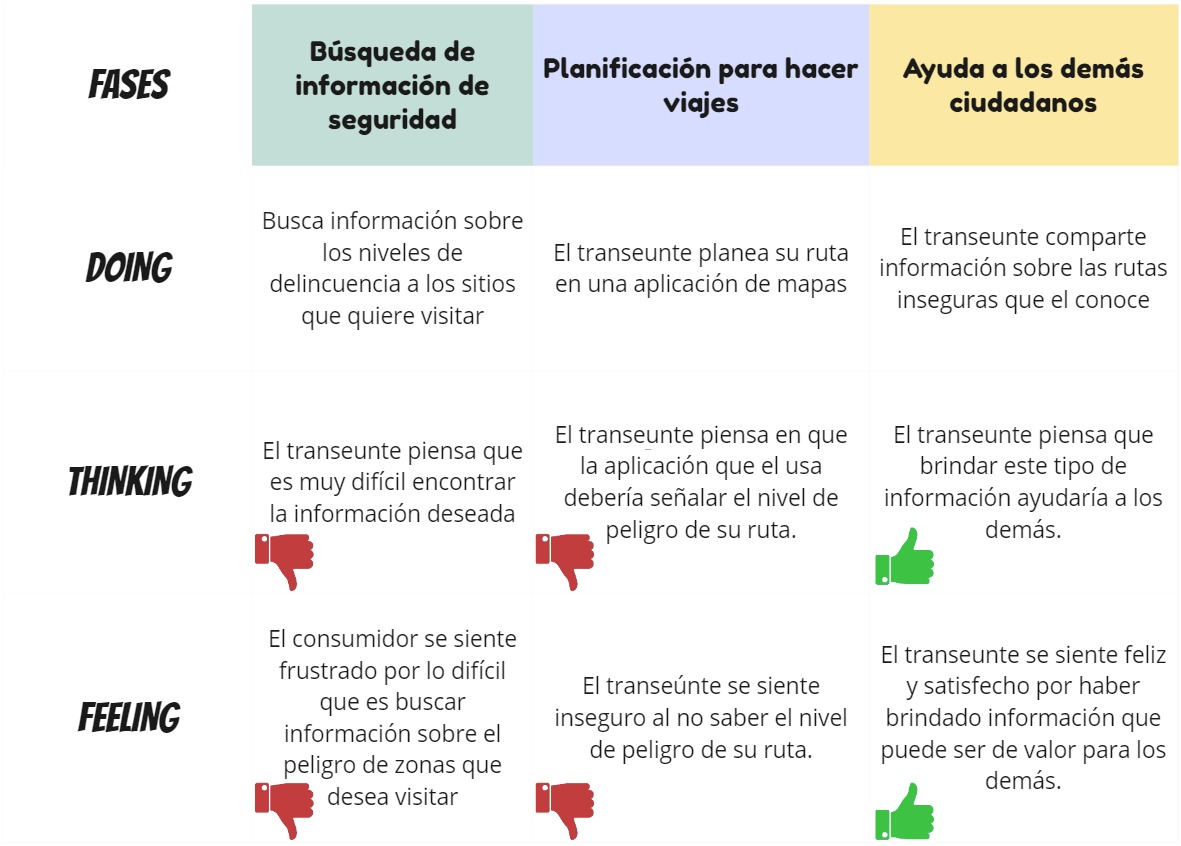 FASES
Búsqueda de
información de
seguridad
Planificación para hacer
viajes
Ayuda a los demás
ciudadanos
DOING
Busca información sobre
los niveles de
delincuencia a los sitios
que quiere visitar
El transeunte planea su ruta
en una aplicación de mapas
El transeunte comparte
información sobre las rutas
inseguras que el conoce
THINKING
El transeunte piensa que
es muy difícil encontrar
la información deseada
El transeunte piensa en que
la aplicación que el usa
debería señalar el nivel de
peligro de su ruta.
El transeunte piensa que
brindar este tipo de
información ayudaría a los
demás.
FEELING
El consumidor se siente
frustrado por lo difícil
que es buscar
información sobre el
peligro de zonas que
desea visitar
El transeúnte se siente
inseguro al no saber el nivel
de peligro de su ruta.
El transeunte se siente feliz
y satisfecho por haber
brindado información que
puede ser de valor para los
demás.